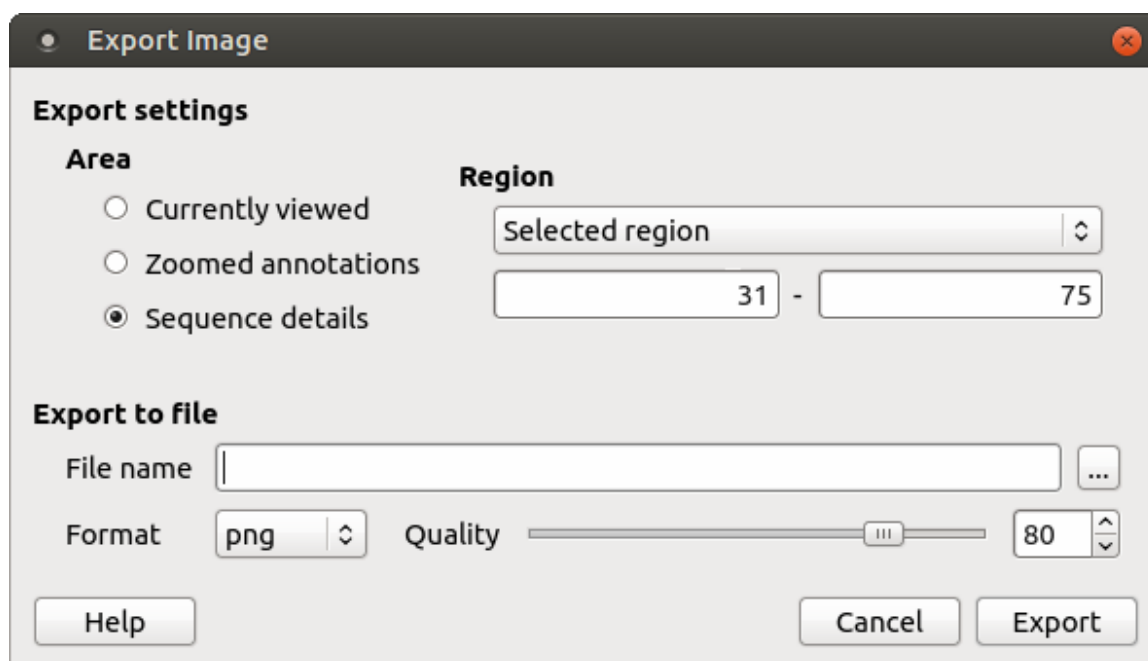 Export Image
Export settings
Area
Region
Currently viewed
Selected region
Zoomed annotations
31 - 75
Sequence details
Export to file
File name
...
Format png Quality 80
Help Cancel Export